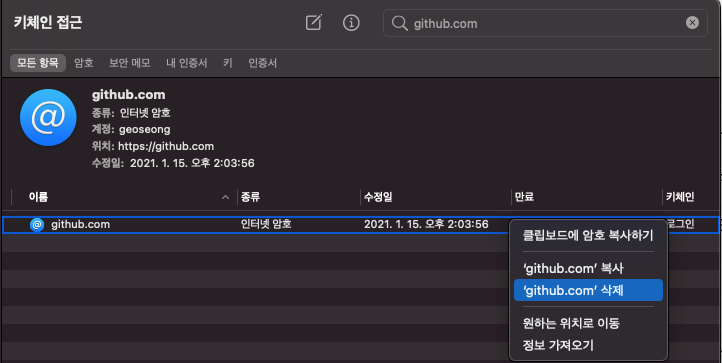 키체인 접근
github.com
모든 항목 암호 보안 메모 내 인증서 키 인증서
github.com
종류: 인터넷 암호
계정: geoseong
위치: https://github.com
수정일: 2021. 1. 15. 오후 2:03:56
이름 종류 수정일 만료 키체인
github.com 인터넷 암호 2021. 1. 15. 오후 2:03:56 로그인
클립보드에 암호 복사하기
‘github.com’ 복사
‘github.com’ 삭제
원하는 위치로 이동
정보 가져오기